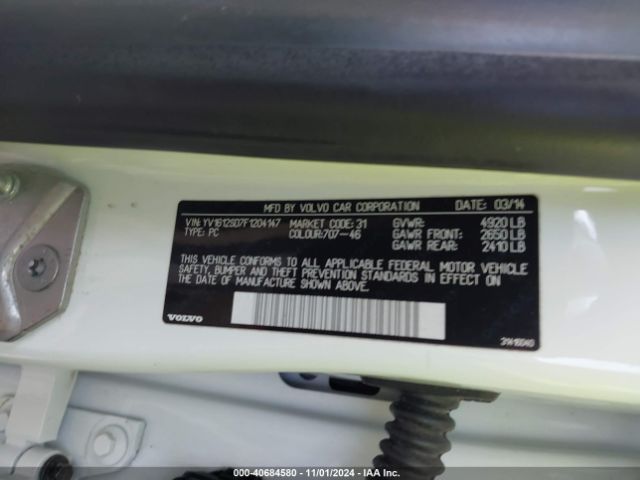 MFD BY VOLVO CAR CORPORATION DATE: 03/14
VIN: YV1612SD7F1204147 MARKET CODE: 31 GVWR: 4920 LB
TYPE: PC COLOUR: 707-46 GAWR FRONT: 2650 LB
GAWR REAR: 2410 LB
THIS VEHICLE CONFORMS TO ALL APPLICABLE FEDERAL MOTOR VEHICLE
SAFETY, BUMPER AND THEFT PREVENTION STANDARDS IN EFFECT ON
THE DATE OF MANUFACTURE SHOWN ABOVE.
VOLVO
000-40684580 - 11/01/2024 - IAA Inc.